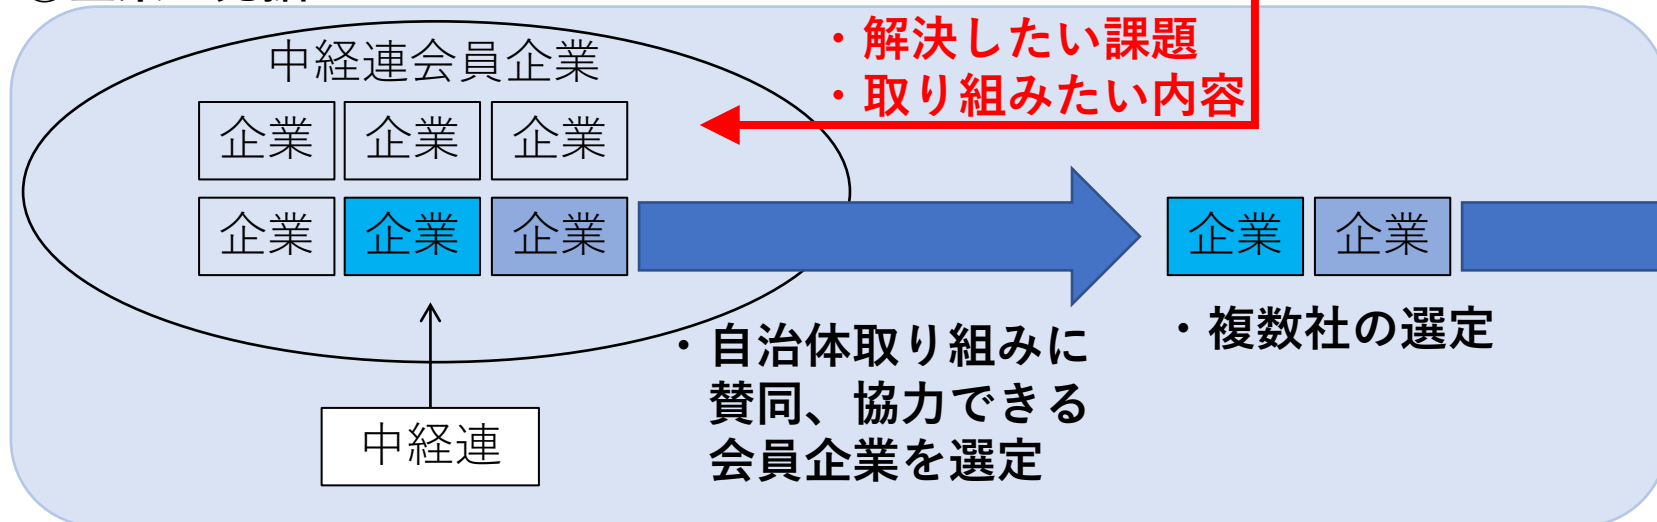 中経連会員企業
・解決したい課題
・取り組みたい内容
企業 企業 企業
企業 企業 企業
企業 企業
・自治体取り組みに
賛同、協力できる
会員企業を選定
・複数社の選定
中経連